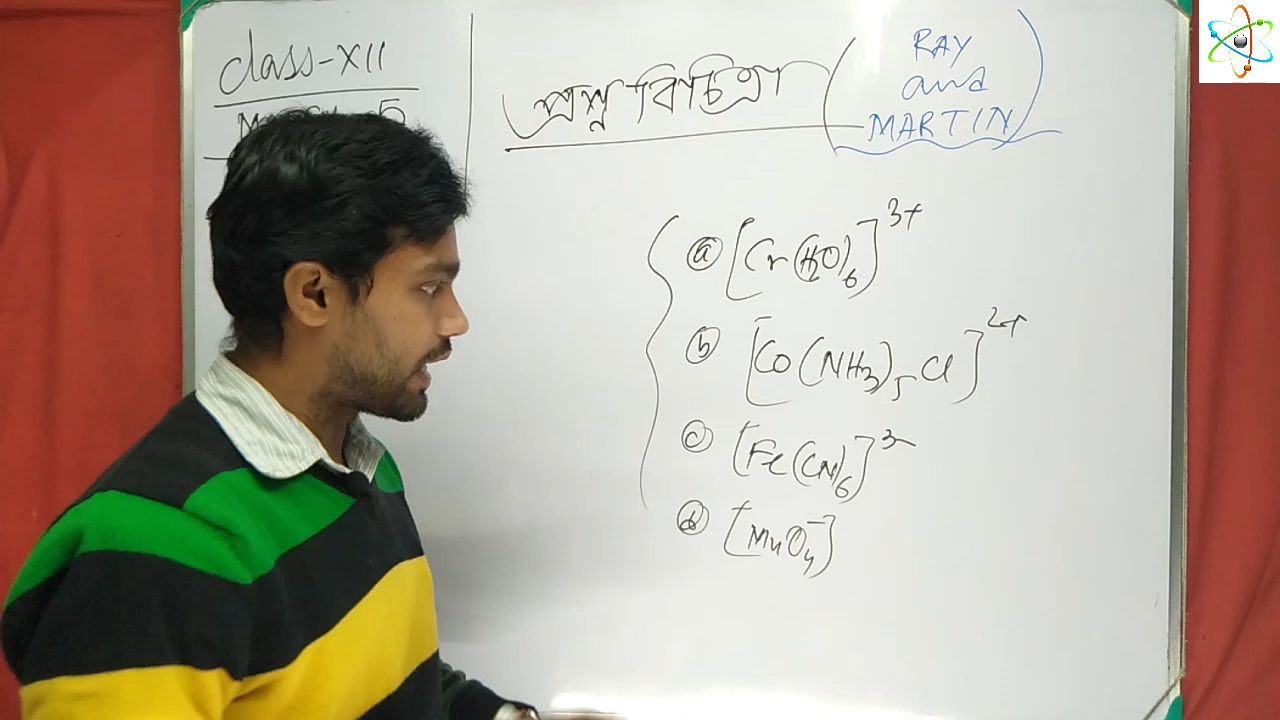 Class-XII
5
প্রশ্ন বিচিত্রা (RAY and MARTIN)
(a) [Cr(H2O)6]3+
(b) [Co(NH3)5Cl]2+
(c) [Fe(CN)6]3-
(d) [MnO4-]